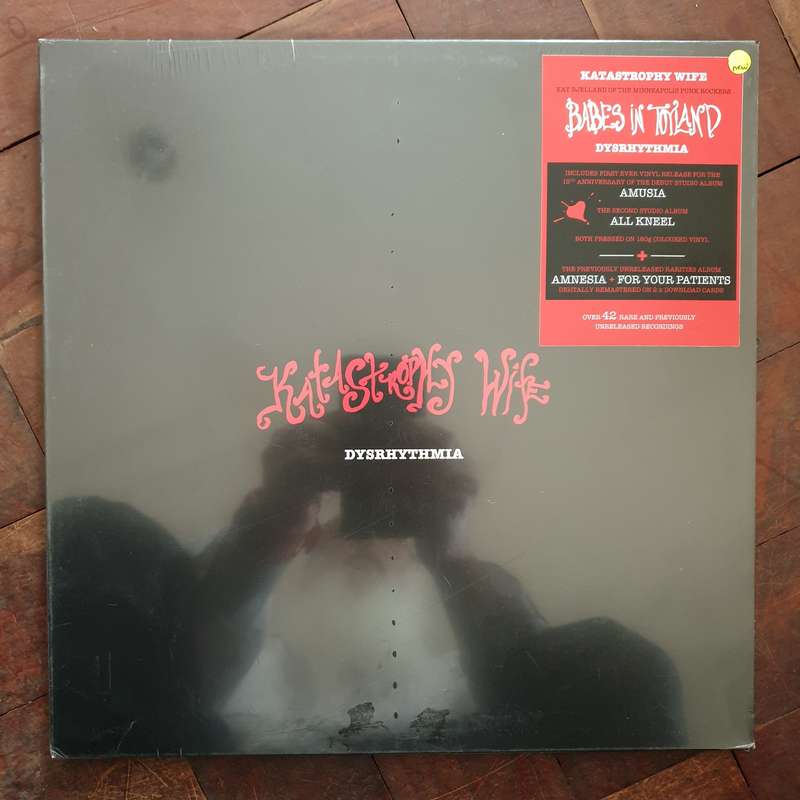 KATASTROPHY WIFE
KAT BJELLAND OF THE MINNEAPOLIS PUNK ROCKERS
BABES IN TOYLAND
DYSRHYTHMIA
INCLUDES FIRST EVER VINYL RELEASE FOR THE
15TH ANNIVERSARY OF THE DEBUT STUDIO ALBUM
AMUSIA
THE SECOND STUDIO ALBUM
ALL KNEEL
BOTH PRESSED ON 180g COLOURED VINYL
+
THE PREVIOUSLY UNRELEASED RARITIES ALBUM
AMNESIA + FOR YOUR PATIENTS
DIGITALLY REMASTERED ON 2 x DOWNLOAD CARDS
OVER 42 RARE AND PREVIOUSLY
UNRELEASED RECORDINGS
KATASTROPHY WIFE
DYSRHYTHMIA